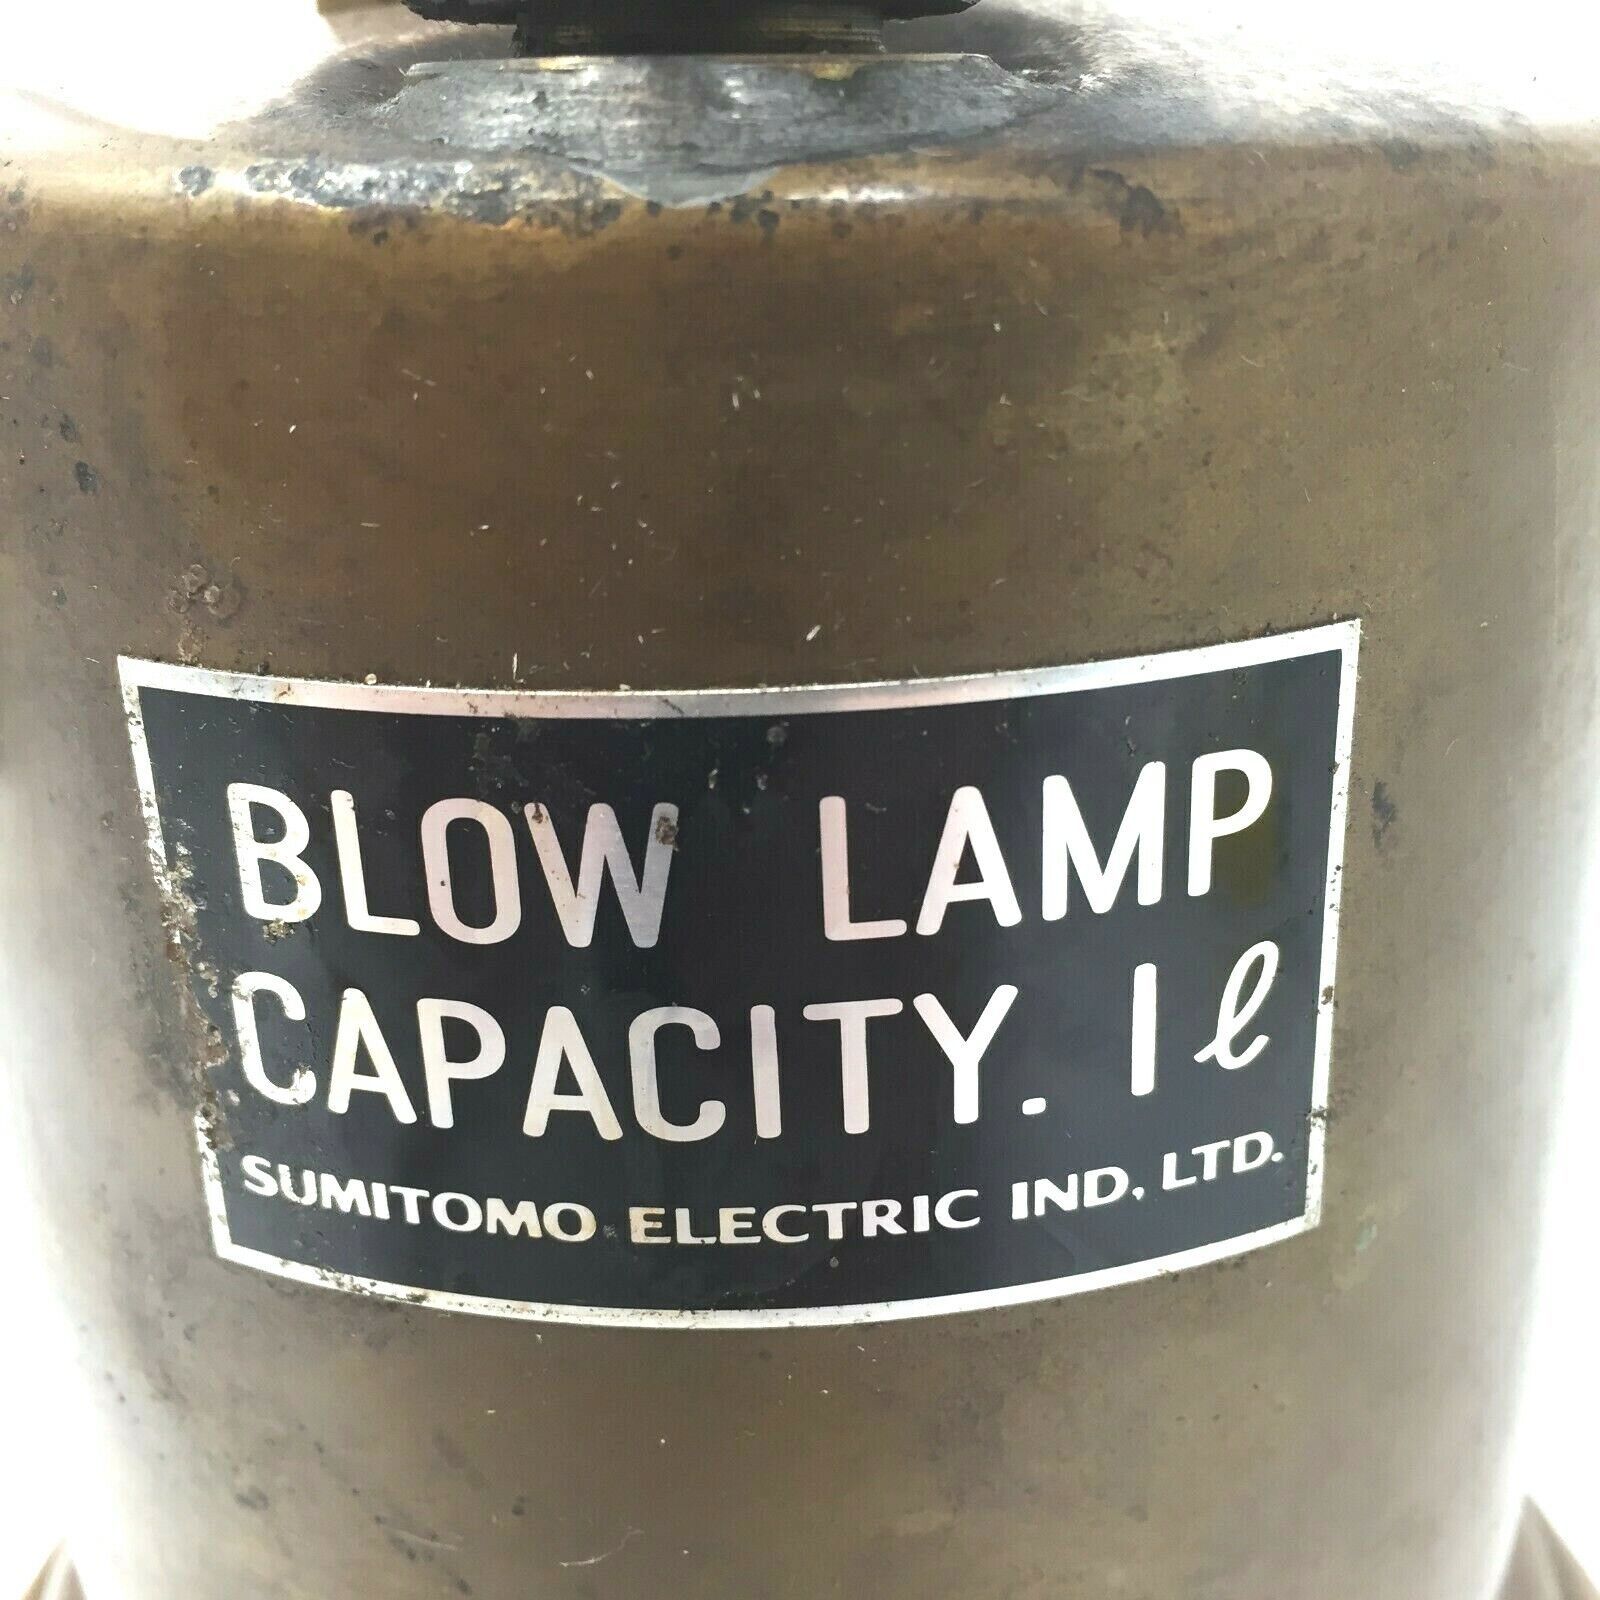 BLOW LAMP
CAPACITY. 1ℓ
SUMITOMO ELECTRIC IND, LTD.